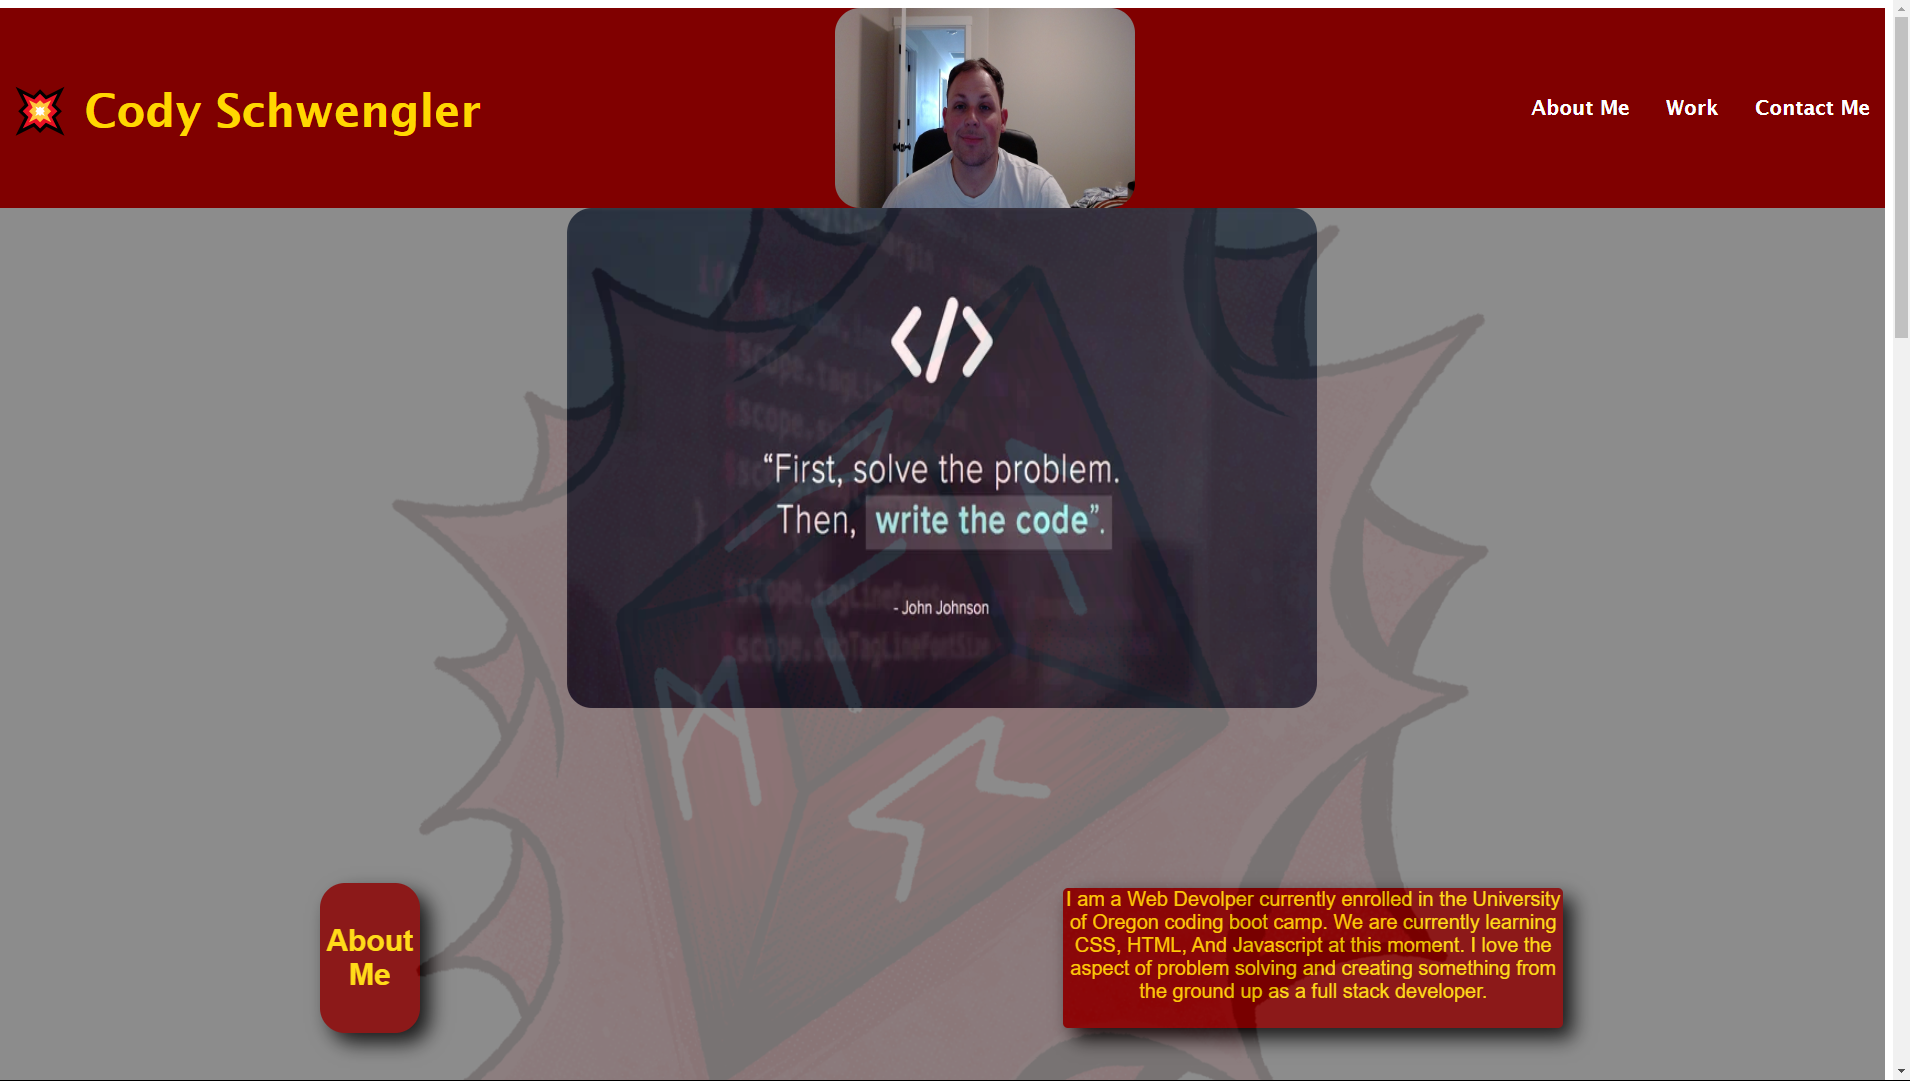 Cody Schwengler
About Me
Work
Contact Me
“First, solve the problem.
Then, write the code”.
- John Johnson
About
Me
I am a Web Devolper currently enrolled in the University
of Oregon coding boot camp. We are currently learning
CSS, HTML, And Javascript at this moment. I love the
aspect of problem solving and creating something from
the ground up as a full stack developer.